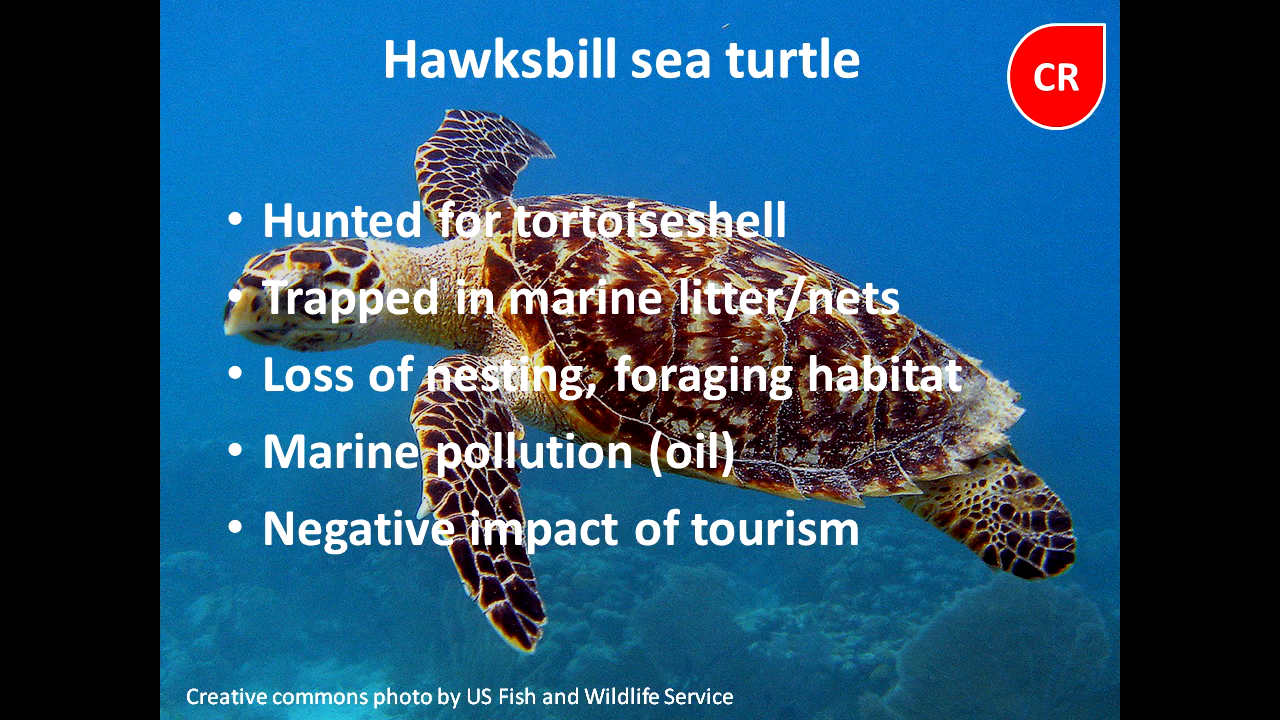 Hawksbill sea turtle
CR
• Hunted for tortoiseshell
• Trapped in marine litter/nets
• Loss of nesting, foraging habitat
• Marine pollution (oil)
• Negative impact of tourism
Creative commons photo by US Fish and Wildlife Service